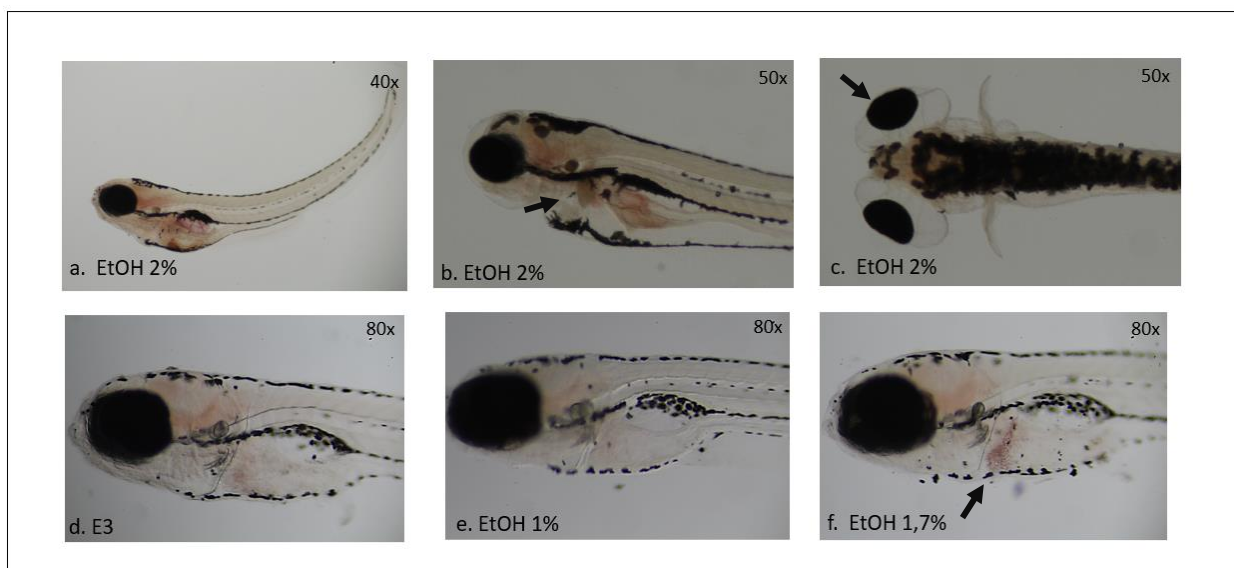 40x
a. EtOH 2%
50x
b. EtOH 2%
50x
c. EtOH 2%
80x
d. E3
80x
e. EtOH 1%
80x
f. EtOH 1,7%